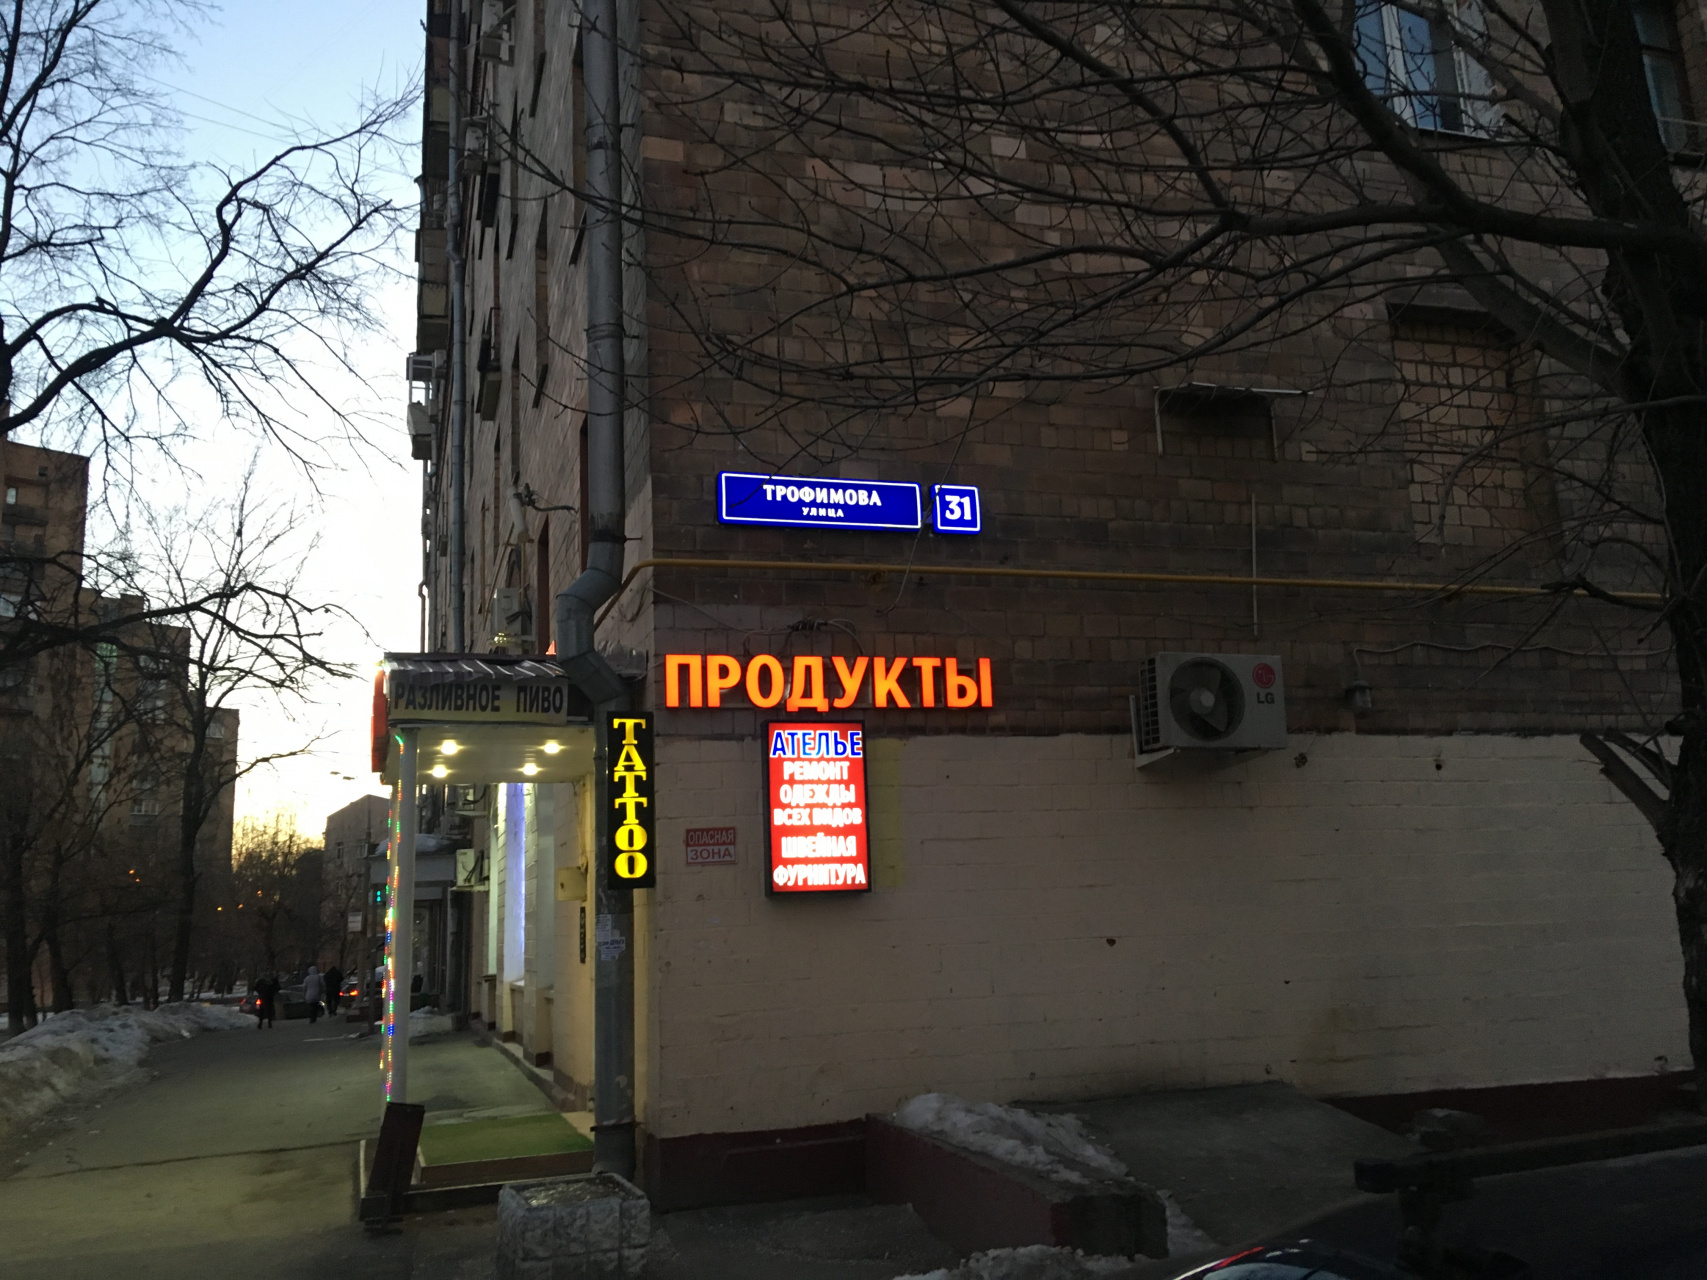 ТРОФИМОВА
УЛИЦА
31
ПРОДУКТЫ
РАЗЛИВНОЕ ПИВО
TATTOO
АТЕЛЬЕ
РЕМОНТ
ОДЕЖДЫ
ВСЕХ ВИДОВ
ШВЕЙНАЯ
ФУРНИТУРА
ОПАСНАЯ
ЗОНА
LG